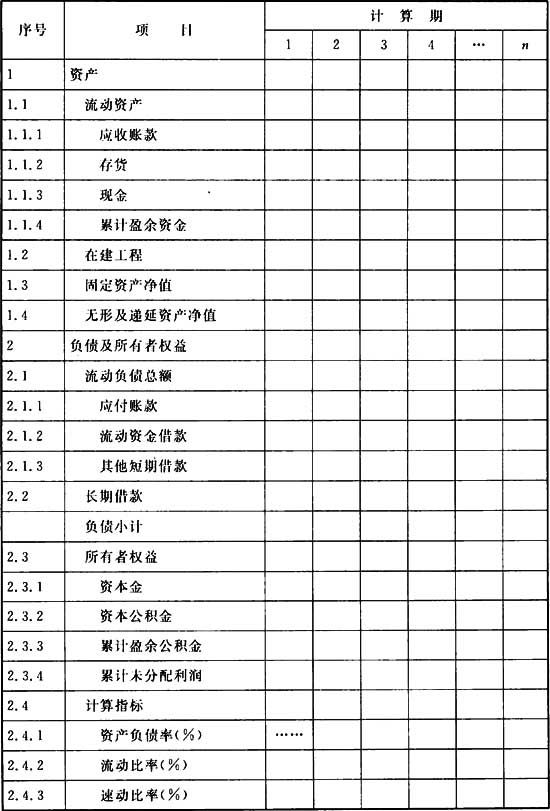 序号 项 目 计 算 期
1 2 3 4 … n
1 资产
1.1 流动资产
1.1.1 应收账款
1.1.2 存货
1.1.3 现金
1.1.4 累计盈余资金
1.2 在建工程
1.3 固定资产净值
1.4 无形及递延资产净值
2 负债及所有者权益
2.1 流动负债总额
2.1.1 应付账款
2.1.2 流动资金借款
2.1.3 其他短期借款
2.2 长期借款
负债小计
2.3 所有者权益
2.3.1 资本金
2.3.2 资本公积金
2.3.3 累计盈余公积金
2.3.4 累计未分配利润
2.4 计算指标
2.4.1 资产负债率(%) ……
2.4.2 流动比率(%)
2.4.3 速动比率(%)